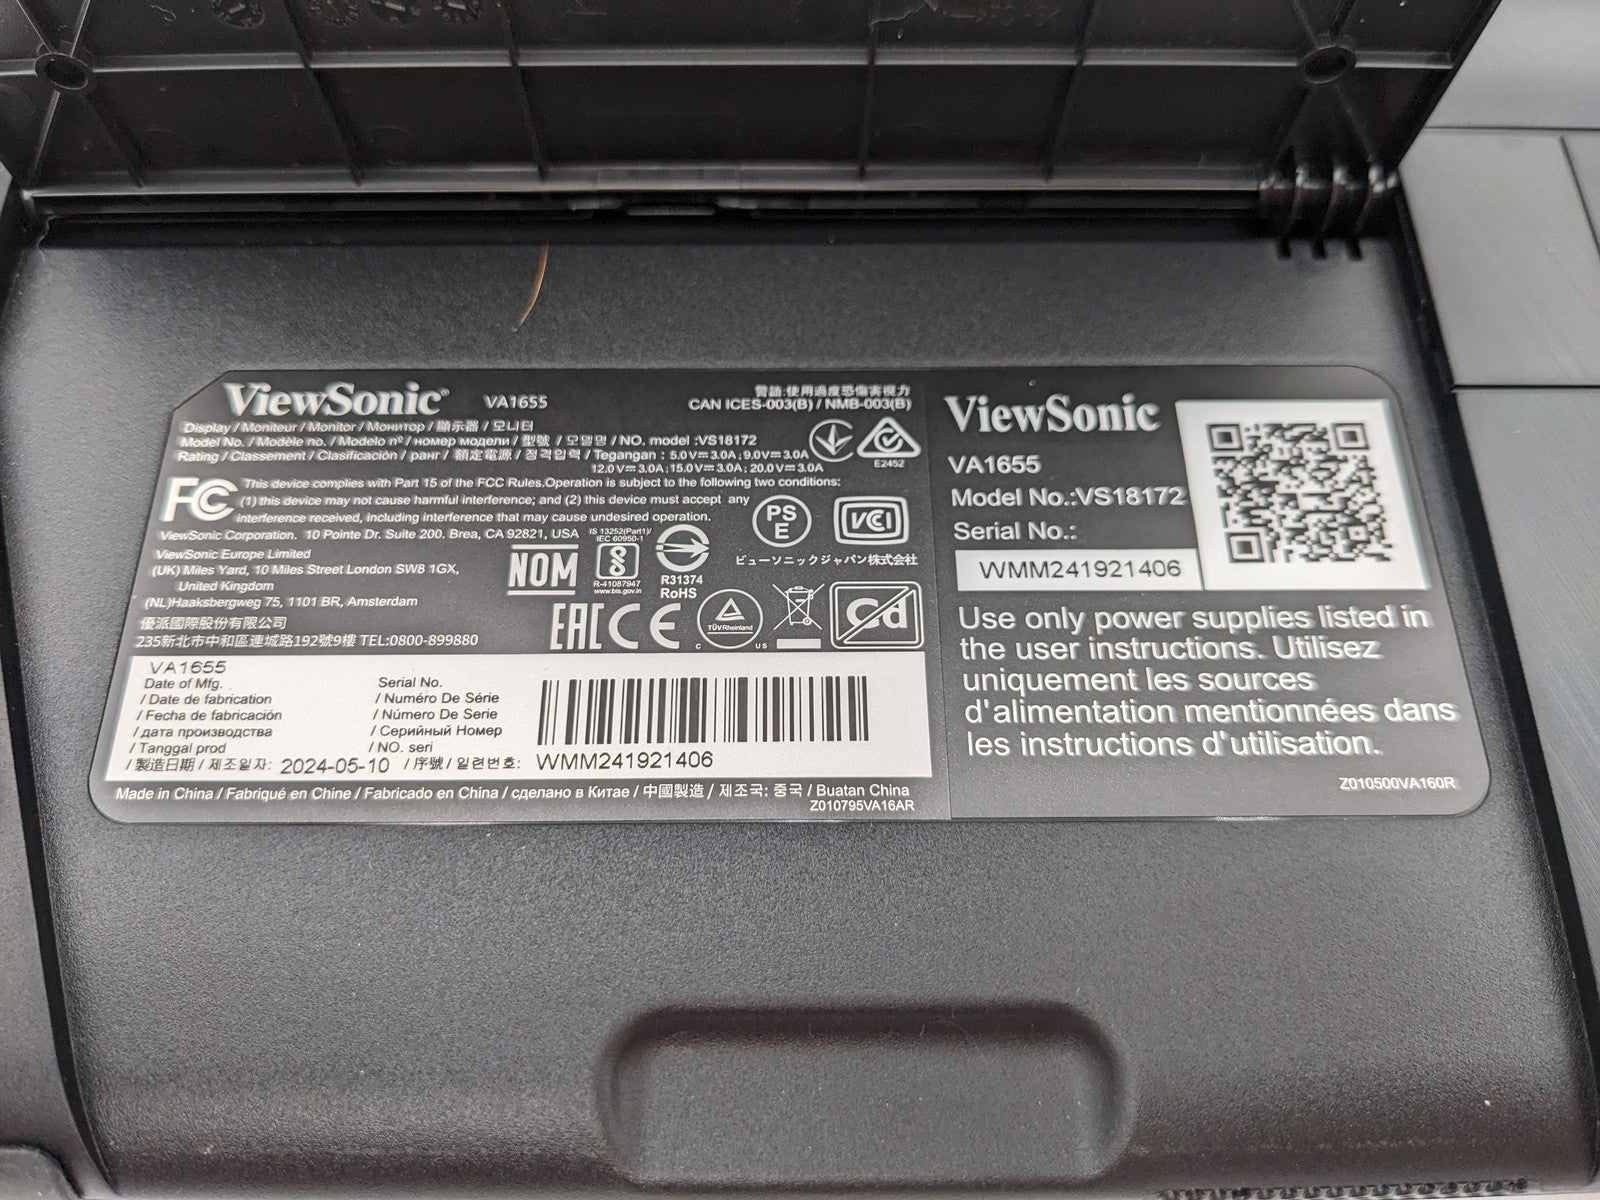 ViewSonic® VA1655
警語:使用過度恐傷害視力
CAN ICES-003(B) / NMB-003(B)
Display / Moniteur / Monitor / Монитор / 顯示器 / 모니터
Model No. / Modèle no. / Modelo nº / номер модели / 型號 / 모델명 / NO. model :VS18172
Rating / Classement / Clasificación / ранг / 額定電源 / 정격입력 / Tegangan : 5.0V⎓3.0A ; 9.0V⎓3.0A
12.0V⎓3.0A ; 15.0V⎓3.0A ; 20.0V⎓3.0A
E2452
FC
This device complies with Part 15 of the FCC Rules.Operation is subject to the following two conditions:
(1) this device may not cause harmful interference; and (2) this device must accept any
interference received, including interference that may cause undesired operation.
ViewSonic Corporation. 10 Pointe Dr. Suite 200. Brea, CA 92821, USA
ViewSonic Europe Limited
(UK) Miles Yard, 10 Miles Street London SW8 1GX,
United Kingdom
(NL)Haaksbergweg 75, 1101 BR, Amsterdam
優派國際股份有限公司
235新北市中和區連城路192號9樓 TEL:0800-899880
IS 13252(Part1)/
IEC 60950-1
R-41087947
www.bis.gov.in
NOM
R31374
RoHS
PS
E
VCCI
ビューソニックジャパン株式会社
EAC CE
TÜVRheinland
C US
Cd
VA1655
Date of Mfg.
/ Date de fabrication
/ Fecha de fabricación
/ дата производства
/ Tanggal prod
/ 製造日期 / 제조일자: 2024-05-10
Serial No.
/ Numéro De Série
/ Número De Serie
/ Серийный Номер
/ NO. seri
/ 序號 / 일련번호: WMM241921406
Made in China / Fabriqué en Chine / Fabricado en China / сделано в Китае / 中國製造 / 제조국: 중국 / Buatan China
Z010795VA16AR
ViewSonic
VA1655
Model No.:VS18172
Serial No.:
WMM241921406
Use only power supplies listed in
the user instructions. Utilisez
uniquement les sources
d'alimentation mentionnées dans
les instructions d'utilisation.
Z010500VA160R